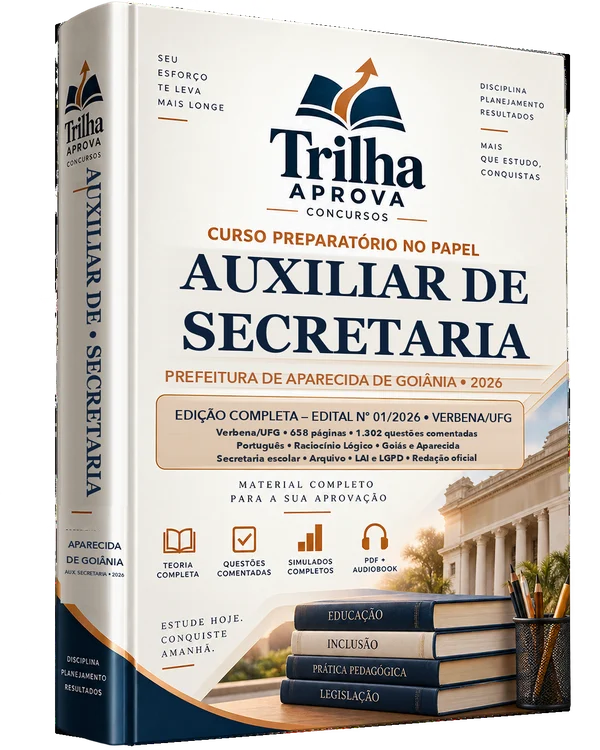 SEU
ESFORÇO
TE LEVA
MAIS LONGE
DISCIPLINA
PLANEJAMENTO
RESULTADOS
MAIS
QUE ESTUDO,
CONQUISTAS
Trilha
APROVA
CONCURSOS
CURSO PREPARATÓRIO NO PAPEL
AUXILIAR DE
SECRETARIA
PREFEITURA DE APARECIDA DE GOIÂNIA • 2026
EDIÇÃO COMPLETA – EDITAL Nº 01/2026 • VERBENA/UFG
Verbena/UFG • 658 páginas • 1.302 questões comentadas
Português • Raciocínio Lógico • Goiás e Aparecida
Secretaria escolar • Arquivo • LAI e LGPD • Redação oficial
MATERIAL COMPLETO
PARA A SUA APROVAÇÃO
TEORIA
COMPLETA
QUESTÕES
COMENTADAS
SIMULADOS
COMPLETOS
PDF +
AUDIOBOOK
ESTUDE HOJE.
CONQUISTE
AMANHÃ.
EDUCAÇÃO
INCLUSÃO
PRÁTICA PEDAGÓGICA
LEGISLAÇÃO
Trilha
APROVA
CONCURSOS
AUXILIAR DE • SECRETARIA
APARECIDA
DE GOIÂNIA
AUX. SECRETARIA • 2026
DISCIPLINA
PLANEJAMENTO
RESULTADOS